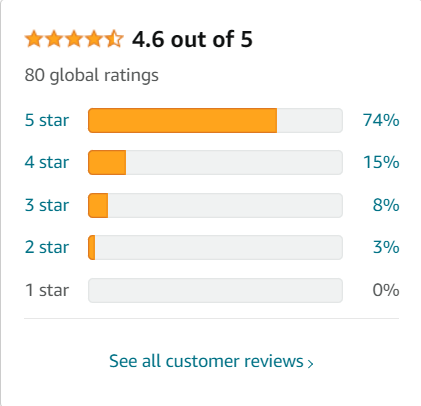 4.6 out of 5
80 global ratings
5 star 74%
4 star 15%
3 star 8%
2 star 3%
1 star 0%
See all customer reviews ›